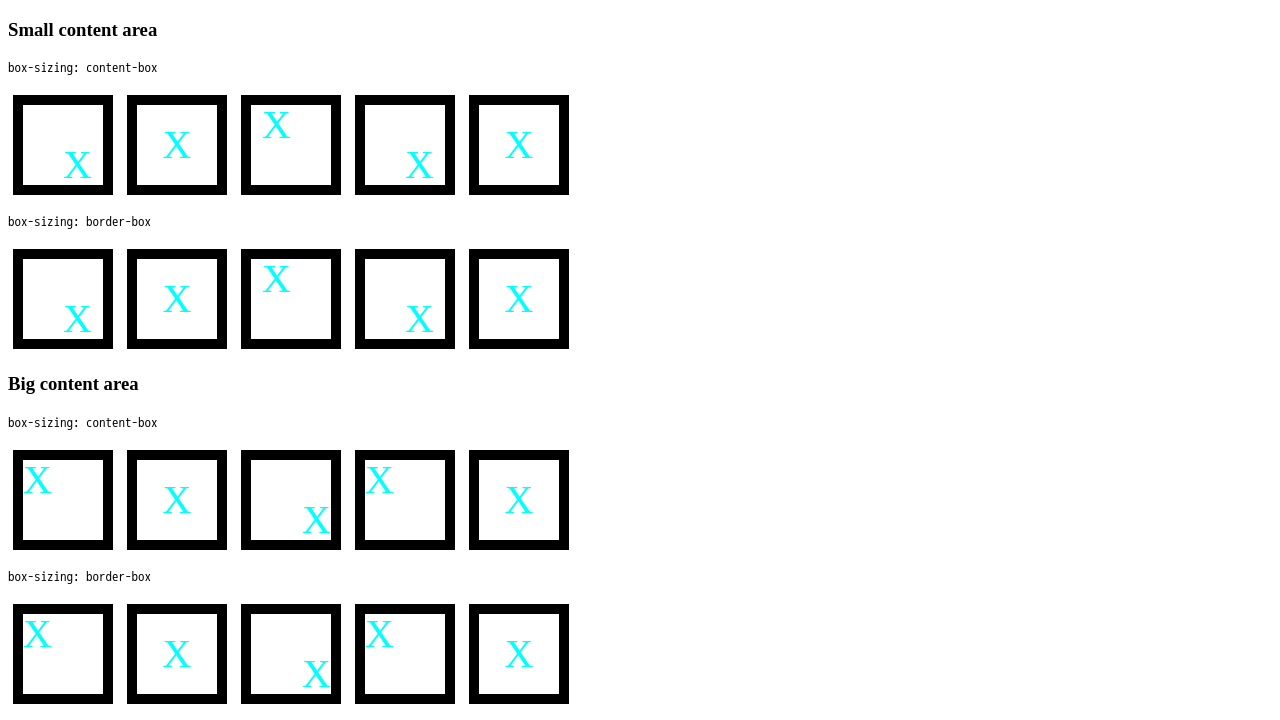 Small content area
box-sizing: content-box
X X X X X
box-sizing: border-box
X X X X X
Big content area
box-sizing: content-box
X X X X X
box-sizing: border-box
X X X X X